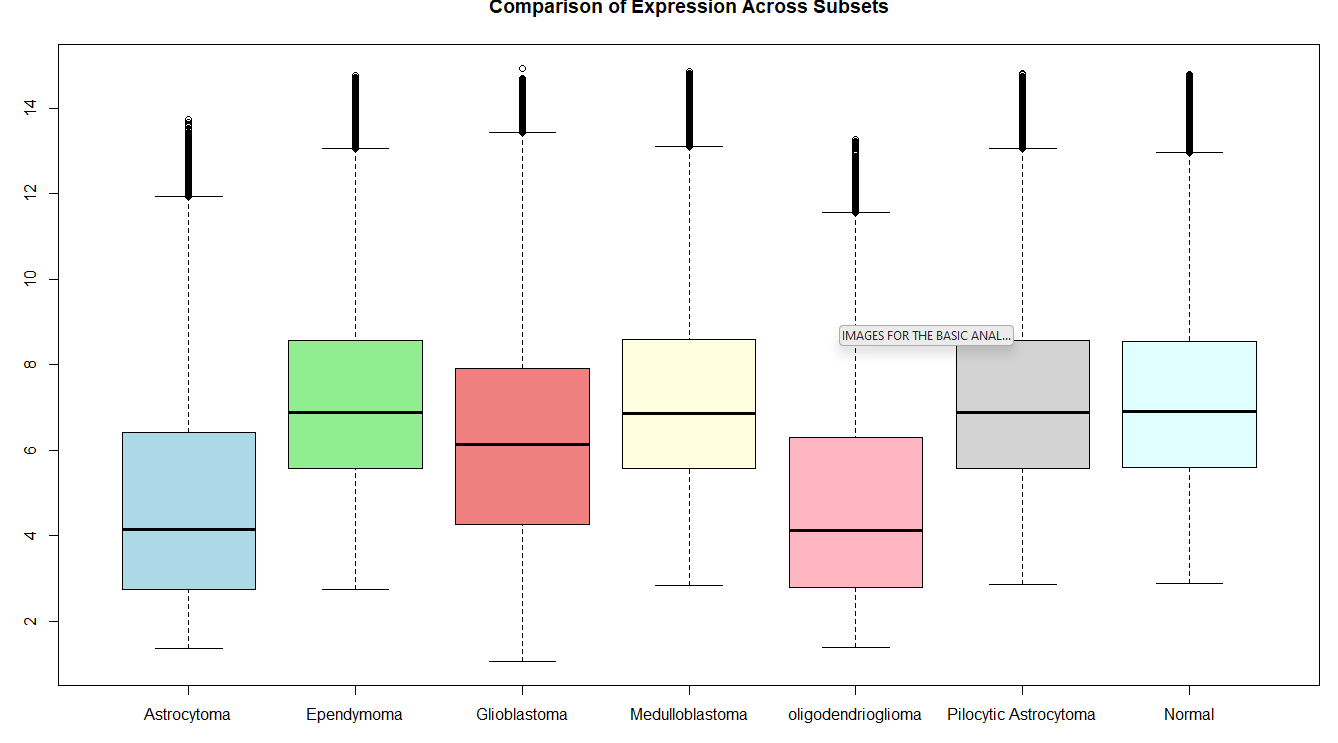 Comparison of Expression Across Subsets
14
12
10
8
6
4
2
IMAGES FOR THE BASIC ANAL...
Astrocytoma Ependymoma Glioblastoma Medulloblastoma oligodendrioglioma Pilocytic Astrocytoma Normal